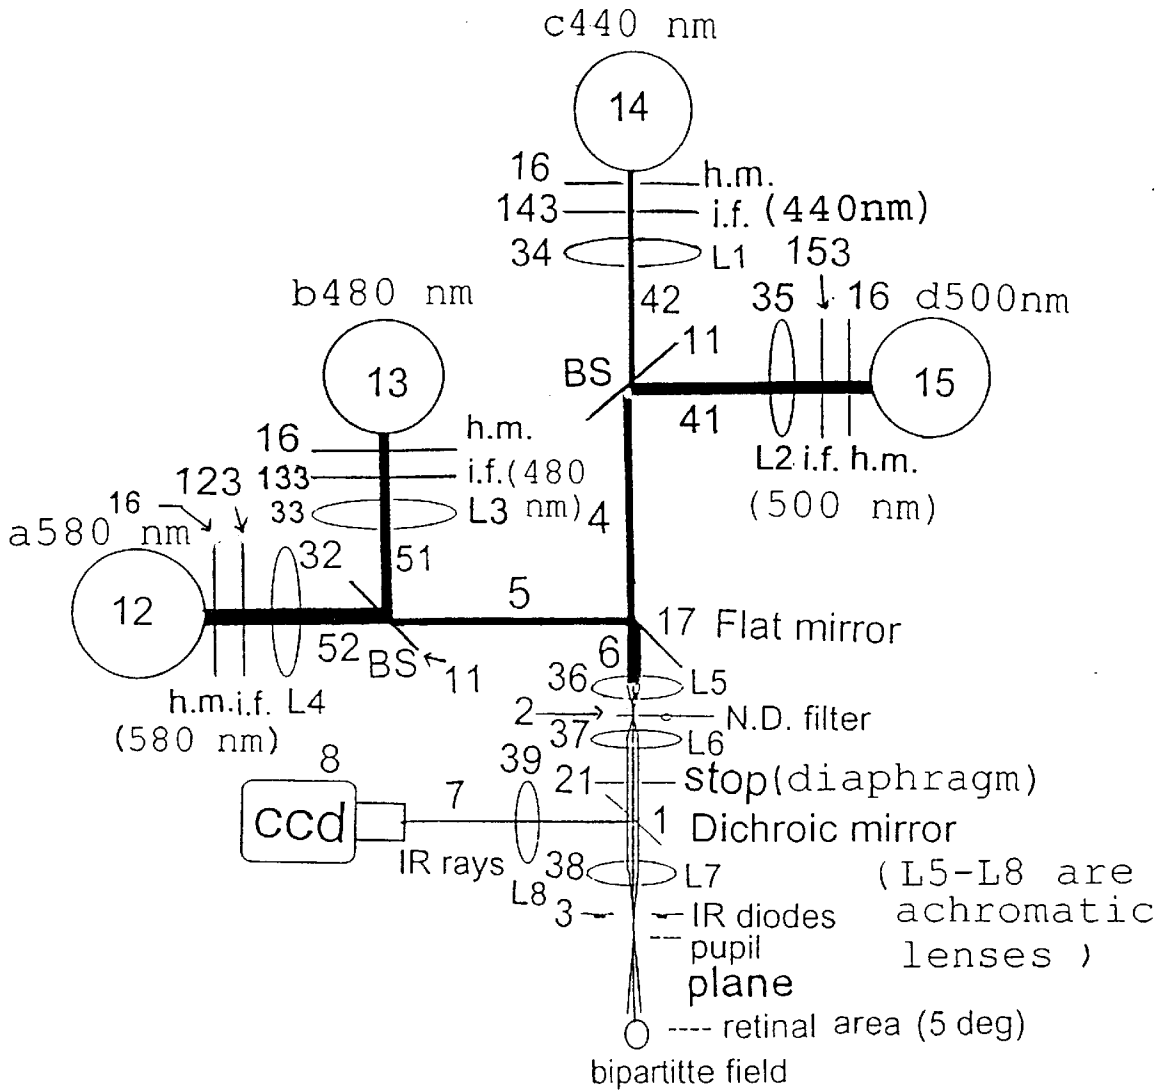 c440 nm
14
16 h.m.
143 i.f. (440nm)
34 L1 153
42 35 16 d500nm
b480 nm
11
BS 15
13
41
L2 i.f. h.m.
(500 nm)
16 h.m.
133 i.f.(480
33 L3 nm)
4
16 123
a580 nm
32 51
12
5
52 BS 11
17 Flat mirror
6
h.m.i.f. L4
(580 nm)
36 L5
2 N.D. filter
37 L6
8 39
21 stop(diaphragm)
7
ccd
1 Dichroic mirror
IR rays
38 L7
L8
(L5-L8 are
achromatic
lenses )
3 IR diodes
pupil
plane
retinal area (5 deg)
bipartitte field